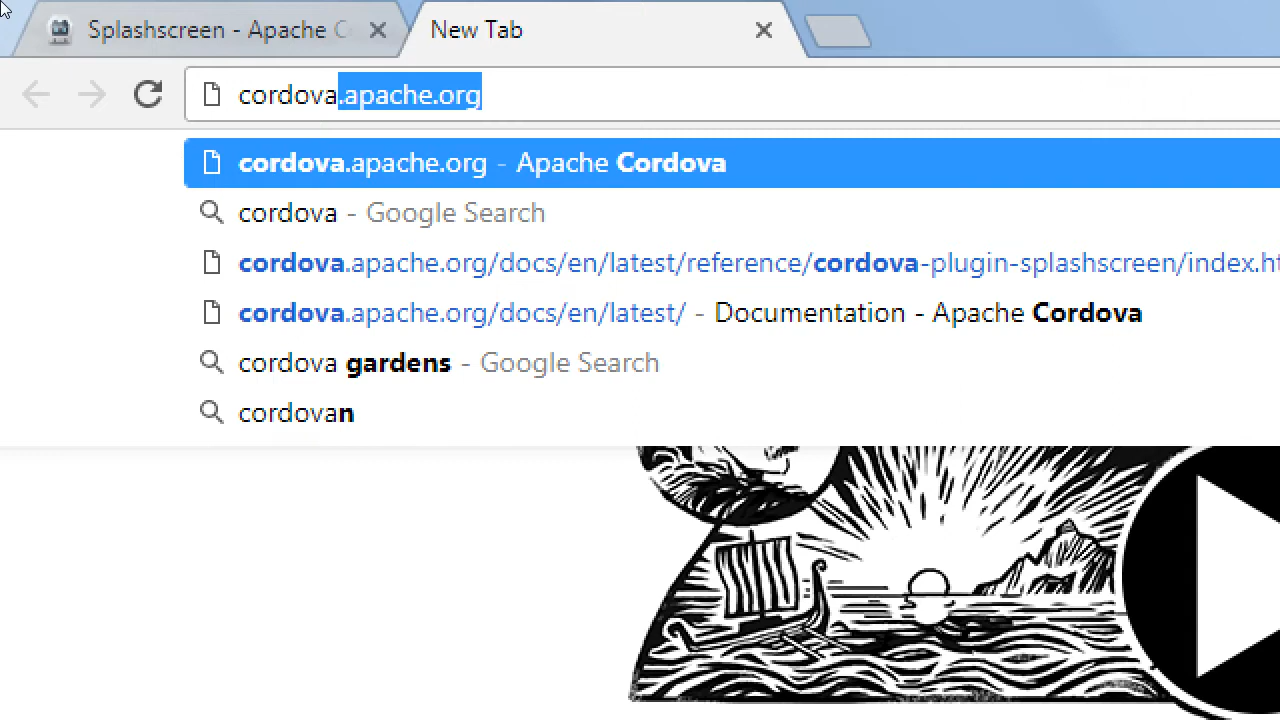 Splashscreen - Apache C
New Tab
cordova.apache.org
cordova.apache.org - Apache Cordova
cordova - Google Search
cordova.apache.org/docs/en/latest/reference/cordova-plugin-splashscreen/index.ht
cordova.apache.org/docs/en/latest/ - Documentation - Apache Cordova
cordova gardens - Google Search
cordovan